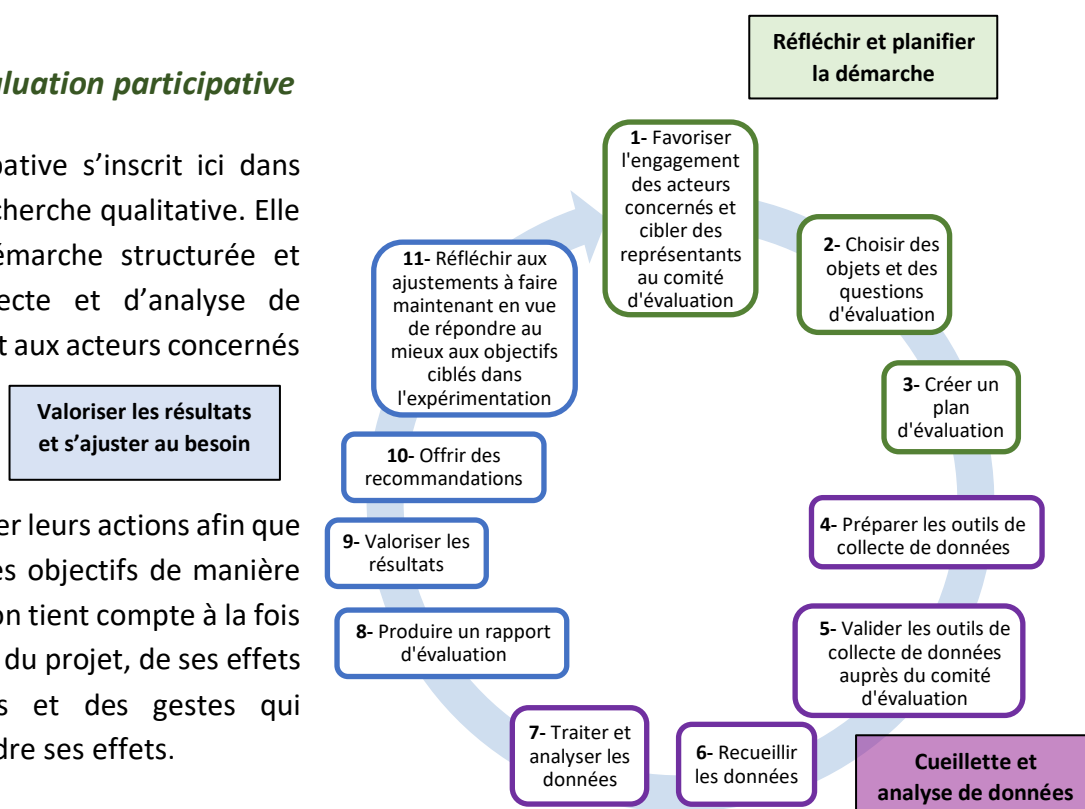 luation participative
pative s’inscrit ici dans
cherche qualitative. Elle
émarche structurée et
ecte et d’analyse de
t aux acteurs concernés
Valoriser les résultats
et s’ajuster au besoin
er leurs actions afin que
es objectifs de manière
on tient compte à la fois
du projet, de ses effets
s et des gestes qui
dre ses effets.
Réfléchir et planifier
la démarche
1- Favoriser
l'engagement
des acteurs
concernés et
cibler des
représentants
au comité
d'évaluation
2- Choisir des
objets et des
questions
d'évaluation
3- Créer un
plan
d'évaluation
4- Préparer les outils de
collecte de données
5- Valider les outils de
collecte de données
auprès du comité
d'évaluation
Cueillette et
analyse de données
6- Recueillir
les données
7- Traiter et
analyser les
données
8- Produire un rapport
d'évaluation
9- Valoriser les
résultats
10- Offrir des
recommandations
11- Réfléchir aux
ajustements à faire
maintenant en vue
de répondre au
mieux aux objectifs
ciblés dans
l'expérimentation